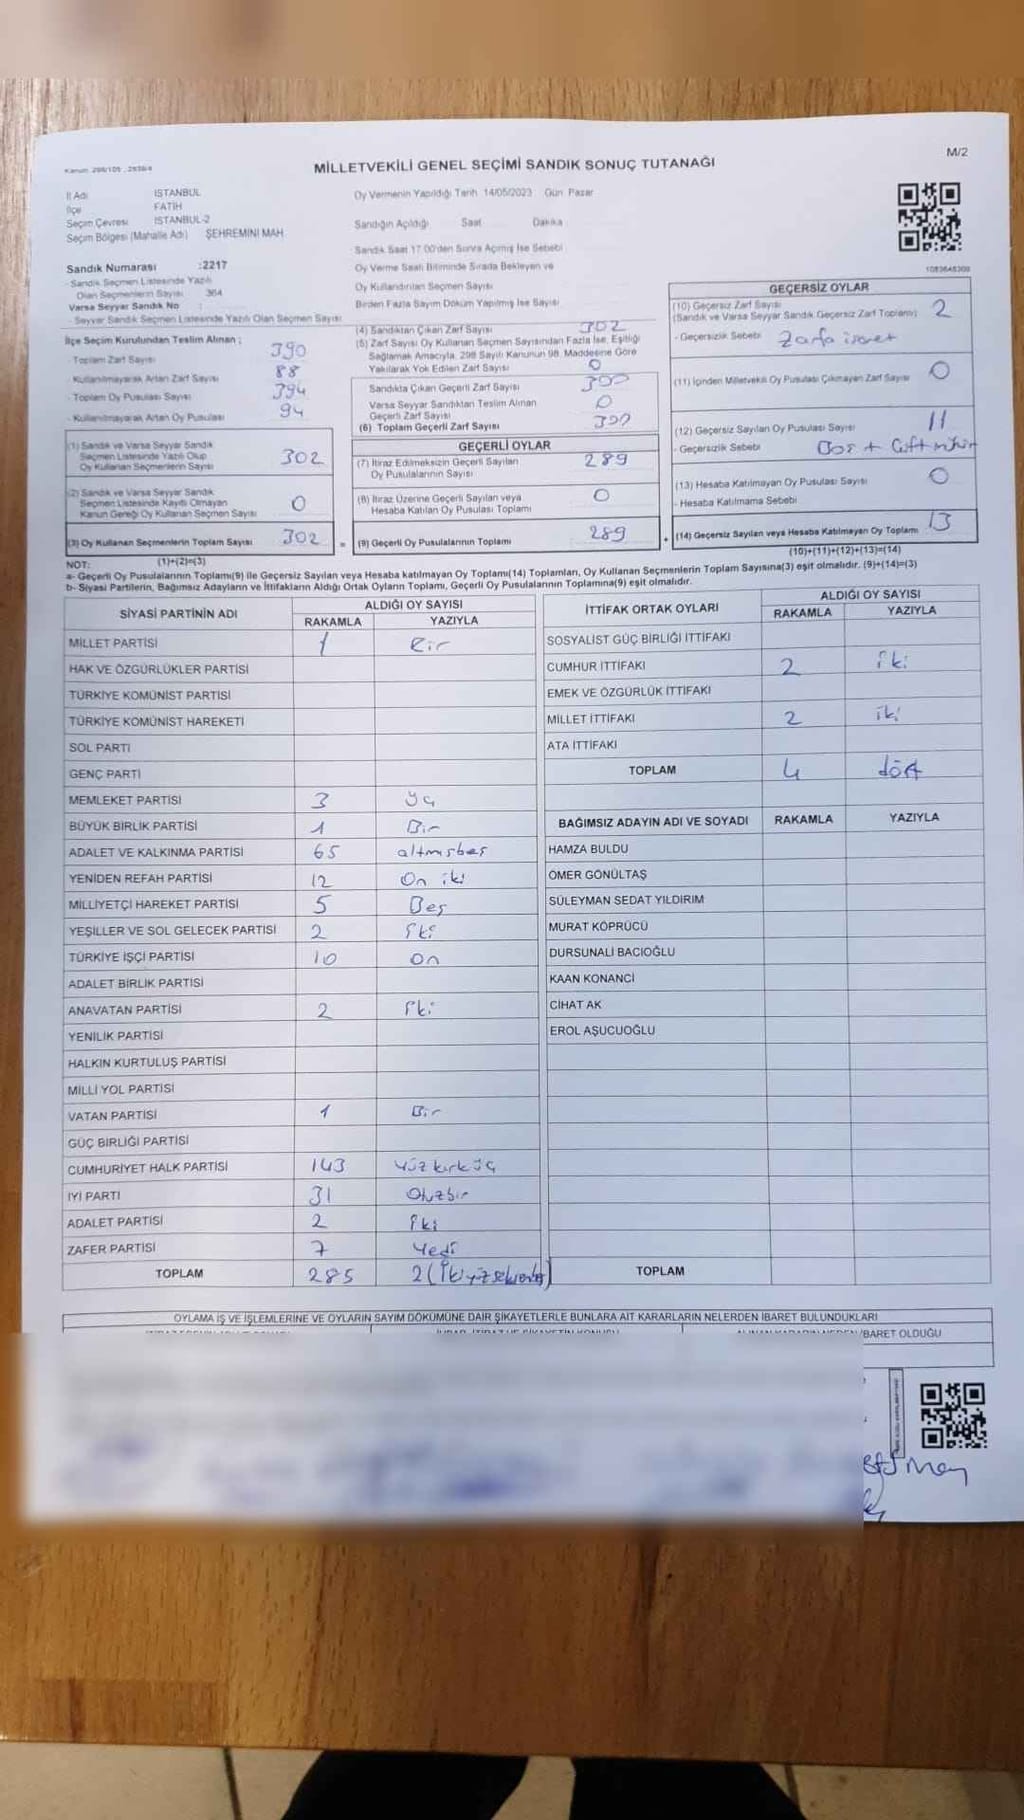 Kanun: 298/105 , 2839/4
MİLLETVEKİLİ GENEL SEÇİMİ SANDIK SONUÇ TUTANAĞI
M/2
İl Adı İSTANBUL
İlçe FATİH
Seçim Çevresi İSTANBUL-2
Seçim Bölgesi (Mahalle Adı) ŞEHREMİNİ MAH
Sandık Numarası :2217
- Sandık Seçmen Listesinde Yazılı
Olan Seçmenlerin Sayısı 364
Varsa Seyyar Sandık No :
- Seyyar Sandık Seçmen Listesinde Yazılı Olan Seçmen Sayısı
Oy Vermenin Yapıldığı Tarih 14/05/2023 Gün Pazar
Sandığın Açıldığı Saat Dakika
Sandık Saat 17.00'den Sonra Açılmış İse Sebebi
Oy Verme Saati Bitiminde Sırada Bekleyen ve
Oy Kullandırılan Seçmen Sayısı
Birden Fazla Sayım Döküm Yapılmış İse Sayısı
1083645309
İlçe Seçim Kurulundan Teslim Alınan ;
- Toplam Zarf Sayısı 390
- Kullanılmayarak Artan Zarf Sayısı 88
- Toplam Oy Pusulası Sayısı 394
- Kullanılmayarak Artan Oy Pusulası 94
(1) Sandık ve Varsa Seyyar Sandık
Seçmen Listesinde Yazılı Olup
Oy Kullanan Seçmenlerin Sayısı 302
(2) Sandık ve Varsa Seyyar Sandık
Seçmen Listesinde Kayıtlı Olmayan
Kanun Gereği Oy Kullanan Seçmen Sayısı 0
(3) Oy Kullanan Seçmenlerin Toplam Sayısı 302 =
(1)+(2)=(3)
(4) Sandıktan Çıkan Zarf Sayısı 302
(5) Zarf Sayısı Oy Kullanan Seçmen Sayısından Fazla İse, Eşitliği
Sağlamak Amacıyla, 298 Sayılı Kanunun 98. Maddesine Göre
Yakılarak Yok Edilen Zarf Sayısı 0
Sandıkta Çıkan Geçerli Zarf Sayısı 300
Varsa Seyyar Sandıktan Teslim Alınan
Geçerli Zarf Sayısı 0
(6) Toplam Geçerli Zarf Sayısı 300
GEÇERLİ OYLAR
(7) İtiraz Edilmeksizin Geçerli Sayılan
Oy Pusulasının Sayısı 289
(8) İtiraz Üzerine Geçerli Sayılan veya
Hesaba Katılan Oy Pusulası Toplamı 0
(9) Geçerli Oy Pusulalarının Toplamı 289 +
GEÇERSİZ OYLAR
(10) Geçersiz Zarf Sayısı
(Sandık ve Varsa Seyyar Sandık Geçersiz Zarf Toplamı) 2
- Geçersizlik Sebebi Zarfa işaret
(11) İçinden Milletvekili Oy Pusulası Çıkmayan Zarf Sayısı 0
(12) Geçersiz Sayılan Oy Pusulası Sayısı 11
- Geçersizlik Sebebi Boş + Çift mühür
(13) Hesaba Katılmayan Oy Pusulası Sayısı 0
- Hesaba Katılmama Sebebi
(14) Geçersiz Sayılan veya Hesaba Katılmayan Oy Toplamı 13
(10)+(11)+(12)+(13)=(14)
NOT:
a- Geçerli Oy Pusulalarının Toplamı(9) ile Geçersiz Sayılan veya Hesaba katılmayan Oy Toplamı(14) Toplamları, Oy Kullanan Seçmenlerin Toplam Sayısına(3) eşit olmalıdır. (9)+(14)=(3)
b- Siyasi Partilerin, Bağımsız Adayların ve İttifakların Aldığı Ortak Oyların Toplamı, Geçerli Oy Pusulalarının Toplamına(9) eşit olmalıdır.
SİYASİ PARTİNİN ADI ALDIĞI OY SAYISI
RAKAMLA YAZIYLA
MİLLET PARTİSİ 1 Bir
HAK VE ÖZGÜRLÜKLER PARTİSİ
TÜRKİYE KOMÜNİST PARTİSİ
TÜRKİYE KOMÜNİST HAREKETİ
SOL PARTİ
GENÇ PARTİ
MEMLEKET PARTİSİ 3 üç
BÜYÜK BİRLİK PARTİSİ 1 Bir
ADALET VE KALKINMA PARTİSİ 65 altmışbeş
YENİDEN REFAH PARTİSİ 12 On iki
MİLLİYETÇİ HAREKET PARTİSİ 5 Beş
YEŞİLLER VE SOL GELECEK PARTİSİ 2 İki
TÜRKİYE İŞÇİ PARTİSİ 10 On
ADALET BİRLİK PARTİSİ
ANAVATAN PARTİSİ 2 İki
YENİLİK PARTİSİ
HALKIN KURTULUŞ PARTİSİ
MİLLİ YOL PARTİSİ
VATAN PARTİSİ 1 Bir
GÜÇ BİRLİĞİ PARTİSİ
CUMHURİYET HALK PARTİSİ 143 Yüz kırk üç
İYİ PARTİ 31 Otuzbir
ADALET PARTİSİ 2 İki
ZAFER PARTİSİ 7 Yedi
TOPLAM 285 2(İkiyüzseksenbeş)
İTTİFAK ORTAK OYLARI ALDIĞI OY SAYISI
RAKAMLA YAZIYLA
SOSYALİST GÜÇ BİRLİĞİ İTTİFAKI
CUMHUR İTTİFAKI 2 İki
EMEK VE ÖZGÜRLÜK İTTİFAKI
MİLLET İTTİFAKI 2 iki
ATA İTTİFAKI
TOPLAM 4 dört
BAĞIMSIZ ADAYIN ADI VE SOYADI RAKAMLA YAZIYLA
HAMZA BULDU
ÖMER GÖNÜLTAŞ
SÜLEYMAN SEDAT YILDIRIM
MURAT KÖPRÜCÜ
DURSUNALİ BACIOĞLU
KAAN KONANCİ
CİHAT AK
EROL AŞUCUOĞLU
TOPLAM
OYLAMA İŞ VE İŞLEMLERİNE VE OYLARIN SAYIM DÖKÜMÜNE DAİR ŞİKAYETLERLE BUNLARA AİT KARARLARIN NELERDEN İBARET BULUNDUKLARI
İBARET OLDUĞU